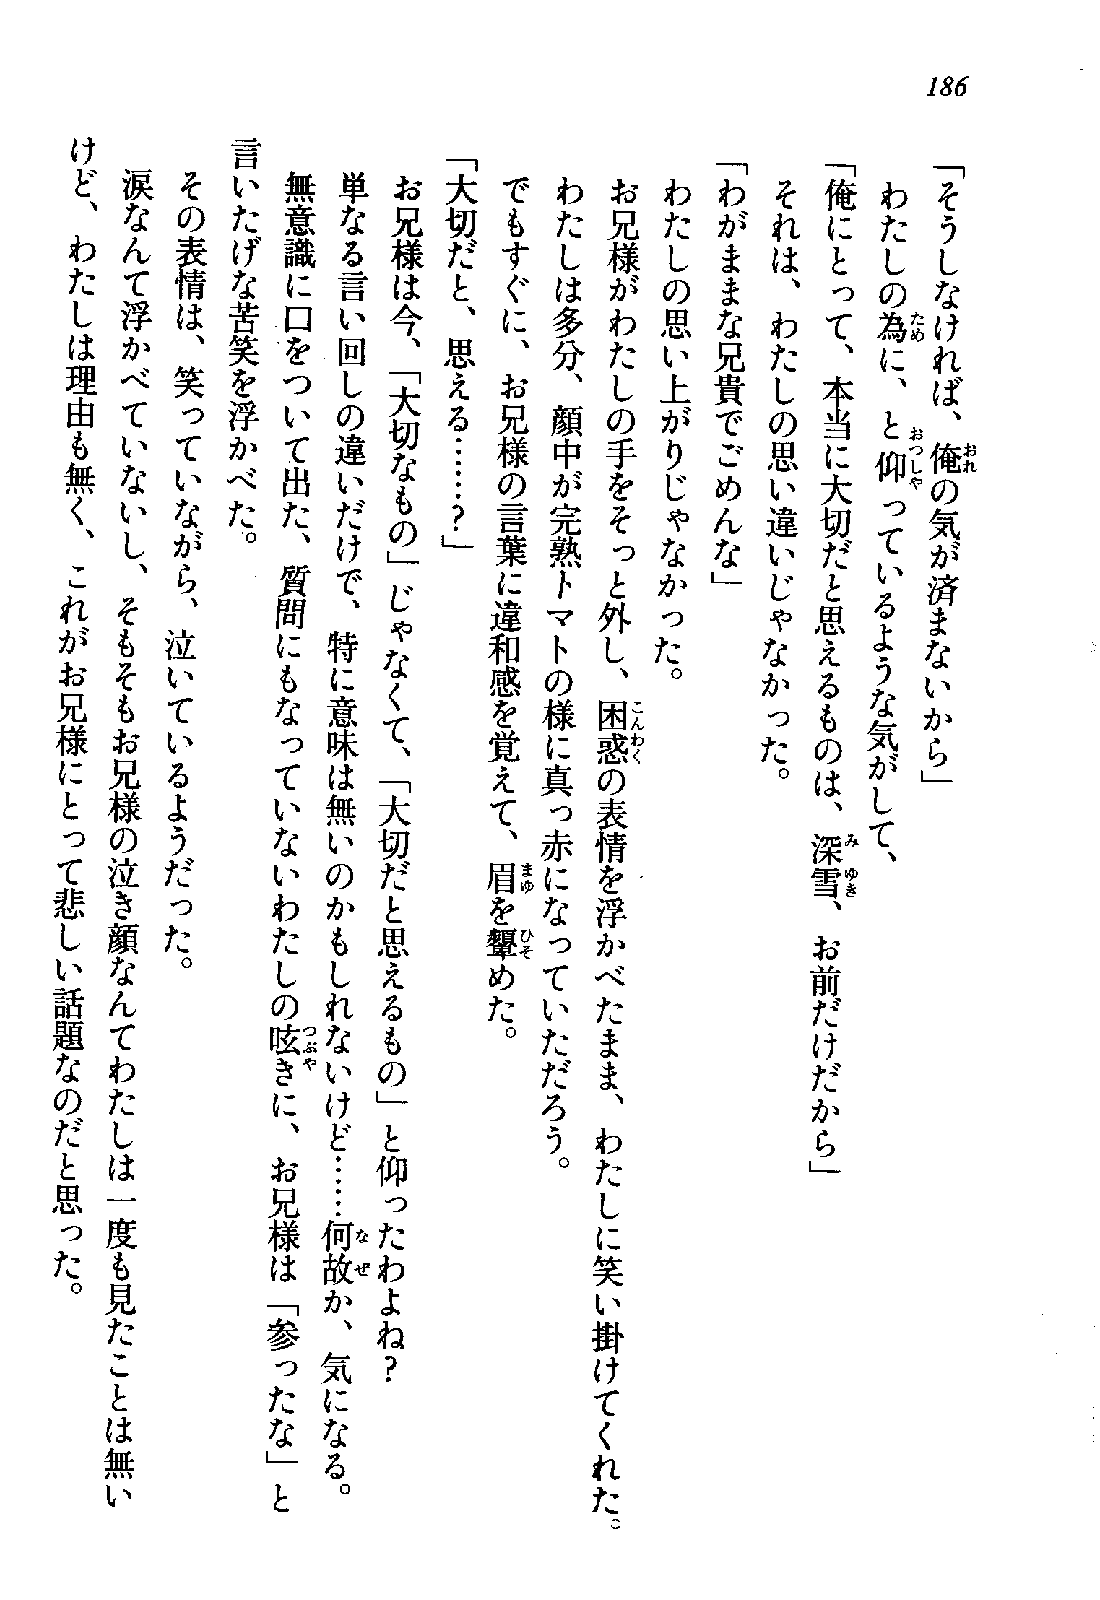 186
「そうしなければ、俺の気が済まないから」
わたしの為に、と仰っているような気がして、
「俺にとって、本当に大切だと思えるものは、深雪、お前だけだから」
それは、わたしの思い違いじゃなかった。
「わがままな兄貴でごめんな」
わたしの思い上がりじゃなかった。
お兄様がわたしの手をそっと外し、困惑の表情を浮かべたまま、わたしに笑い掛けてくれた。
わたしは多分、顔中が完熟トマトの様に真っ赤になっていただろう。
でもすぐに、お兄様の言葉に違和感を覚えて、眉を顰めた。
「大切だと、思える……？」
お兄様は今、「大切なもの」じゃなくて、「大切だと思えるもの」と仰ったわよね？
単なる言い回しの違いだけで、特に意味は無いのかもしれないけど……何故か、気になる。
無意識に口をついて出た、質問にもなっていないわたしの呟きに、お兄様は「参ったな」と
言いたげな苦笑を浮かべた。
その表情は、笑っていながら、泣いているようだった。
涙なんて浮かべていないし、そもそもお兄様の泣き顔なんてわたしは一度も見たことは無い
けど、わたしは理由も無く、これがお兄様にとって悲しい話題なのだと思った。